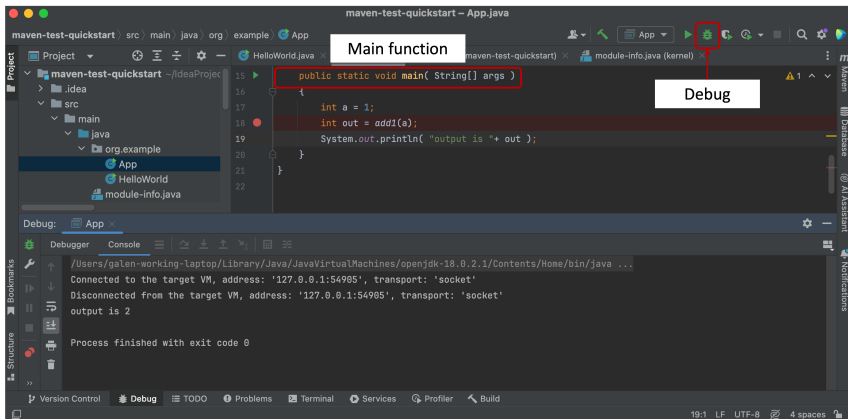 maven-test-quickstart – App.java
maven-test-quickstart src main java org example App
App
Project
HelloWorld.java
Main function
maven-test-quickstart)
module-info.java (kernel)
Debug
maven-test-quickstart ~/IdeaProjec
.idea
src
main
java
org.example
App
HelloWorld
module-info.java
15 public static void main( String[] args )
16 {
17 int a = 1;
18 int out = add1(a);
19 System.out.println( "output is "+ out );
20 }
21 }
22
1
Project
Bookmarks
Structure
Maven
Database
AI Assistant
Notifications
Debug: App
Debugger Console
/Users/galen-working-laptop/Library/Java/JavaVirtualMachines/openjdk-18.0.2.1/Contents/Home/bin/java ...
Connected to the target VM, address: '127.0.0.1:54905', transport: 'socket'
Disconnected from the target VM, address: '127.0.0.1:54905', transport: 'socket'
output is 2
Process finished with exit code 0
Version Control Debug TODO Problems Terminal Services Profiler Build
19:1 LF UTF-8 4 spaces